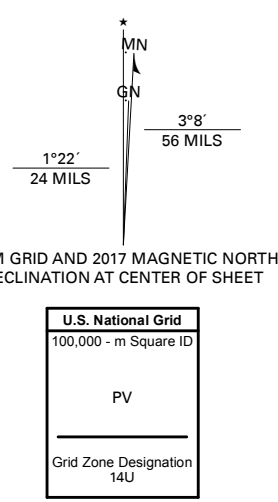 MN
GN
3°8´
56 MILS
1°22´
24 MILS
GRID AND 2017 MAGNETIC NORTH
DECLINATION AT CENTER OF SHEET
U.S. National Grid
100,000 - m Square ID
PV
Grid Zone Designation
14U